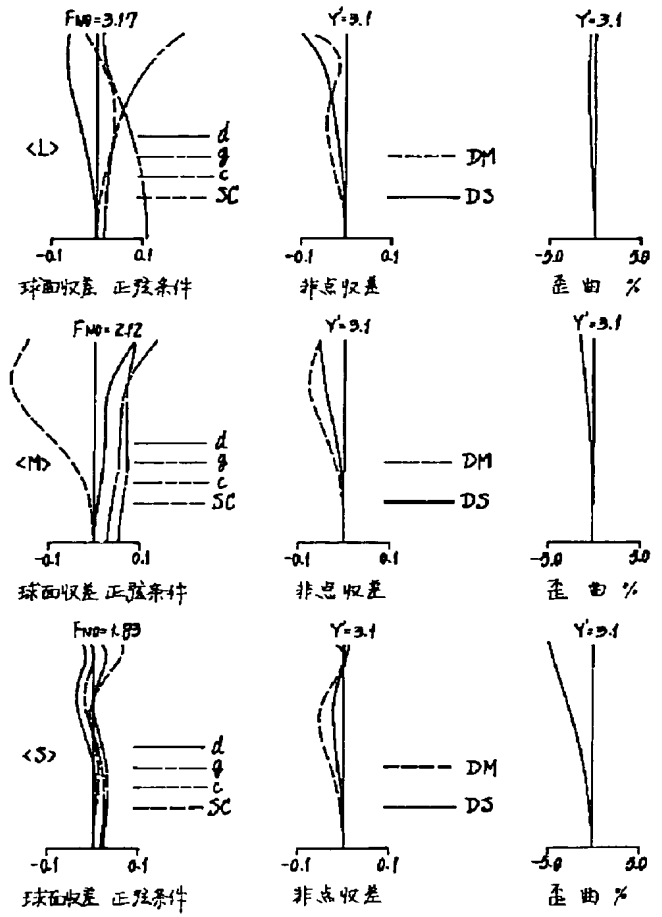 FNO=3.17 Y'=3.1 Y'=3.1
d
g
<L>
c
SC
DM
DS
-0.1 0.1 -0.1 0.1 -5.0 5.0
球面収差 正弦条件 非点収差 歪曲 %
FNO=2.12 Y'=3.1 Y'=3.1
d
<M>
g
c
SC
DM
DS
-0.1 0.1 -0.1 0.1 -5.0 5.0
球面収差 正弦条件 非点収差 歪曲 %
FNO=1.83 Y'=3.1 Y'=3.1
d
<S>
g
c
SC
DM
DS
-0.1 0.1 -0.1 0.1 -5.0 5.0
球面収差 正弦条件 非点収差 歪曲 %